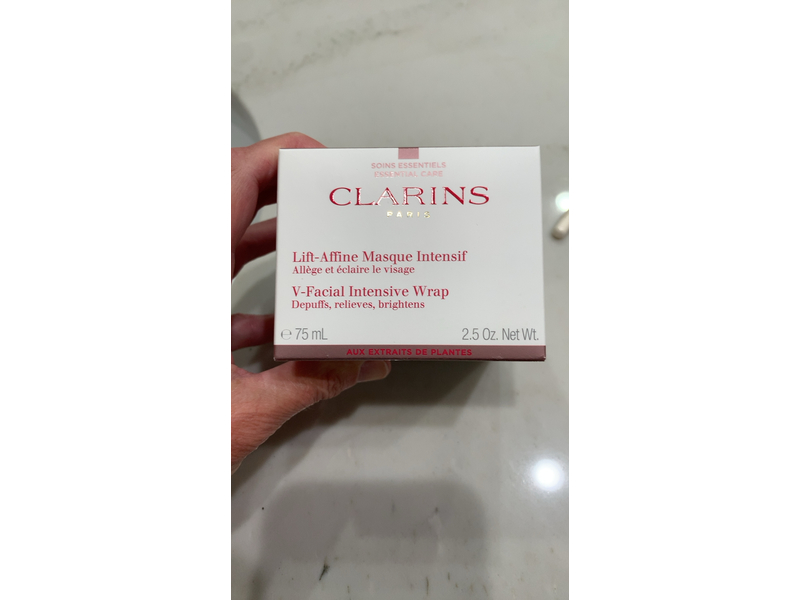 SOINS ESSENTIELS
ESSENTIAL CARE
CLARINS
PARIS
Lift-Affine Masque Intensif
Allège et éclaire le visage
V-Facial Intensive Wrap
Depuffs, relieves, brightens
℮ 75 mL 2.5 Oz. Net Wt.
AUX EXTRAITS DE PLANTES